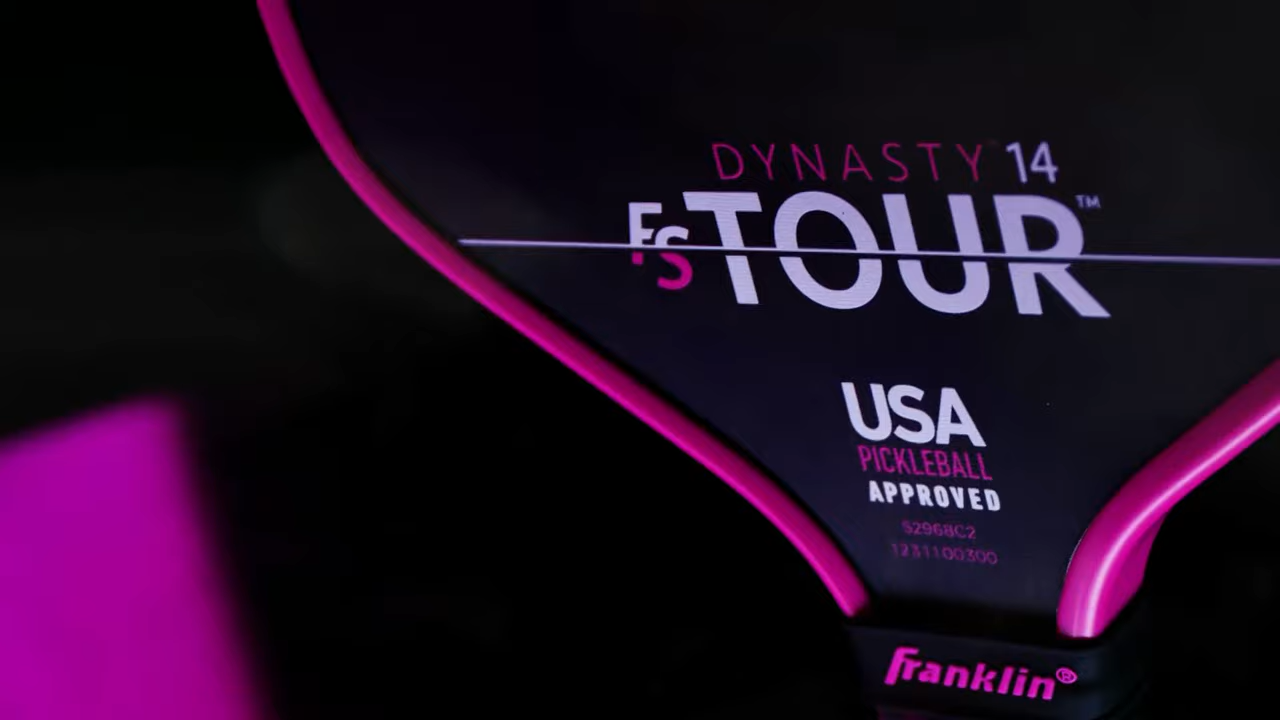 DYNASTY 14
FS TOUR™
USA
PICKLEBALL
APPROVED
52968C2
1231100300
franklin®